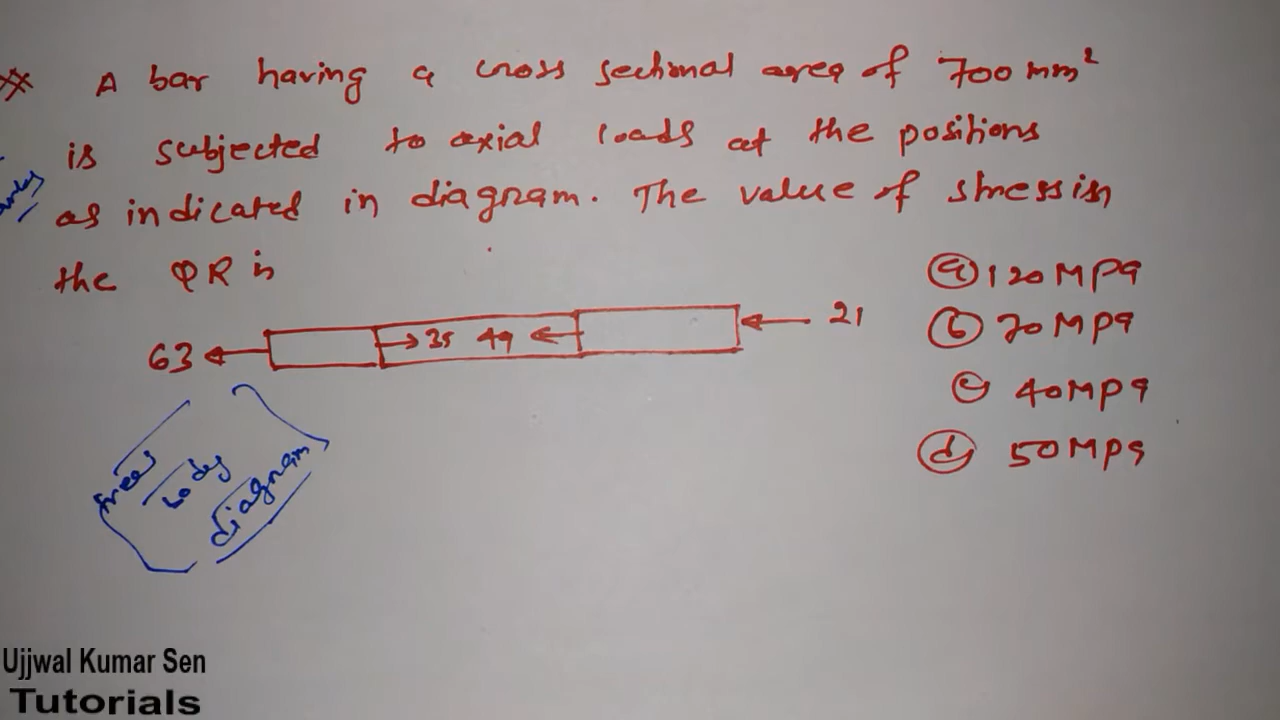 A bar having a cross sectional area of 700 mm²
is subjected to axial loads at the positions
as indicated in diagram. The value of stress in
the QR is
(a) 120 MPa
(b) 70 MPa
(c) 40 MPa
(d) 50 MPa
63 35 49 21
free body diagram
Ujjwal Kumar Sen
Tutorials